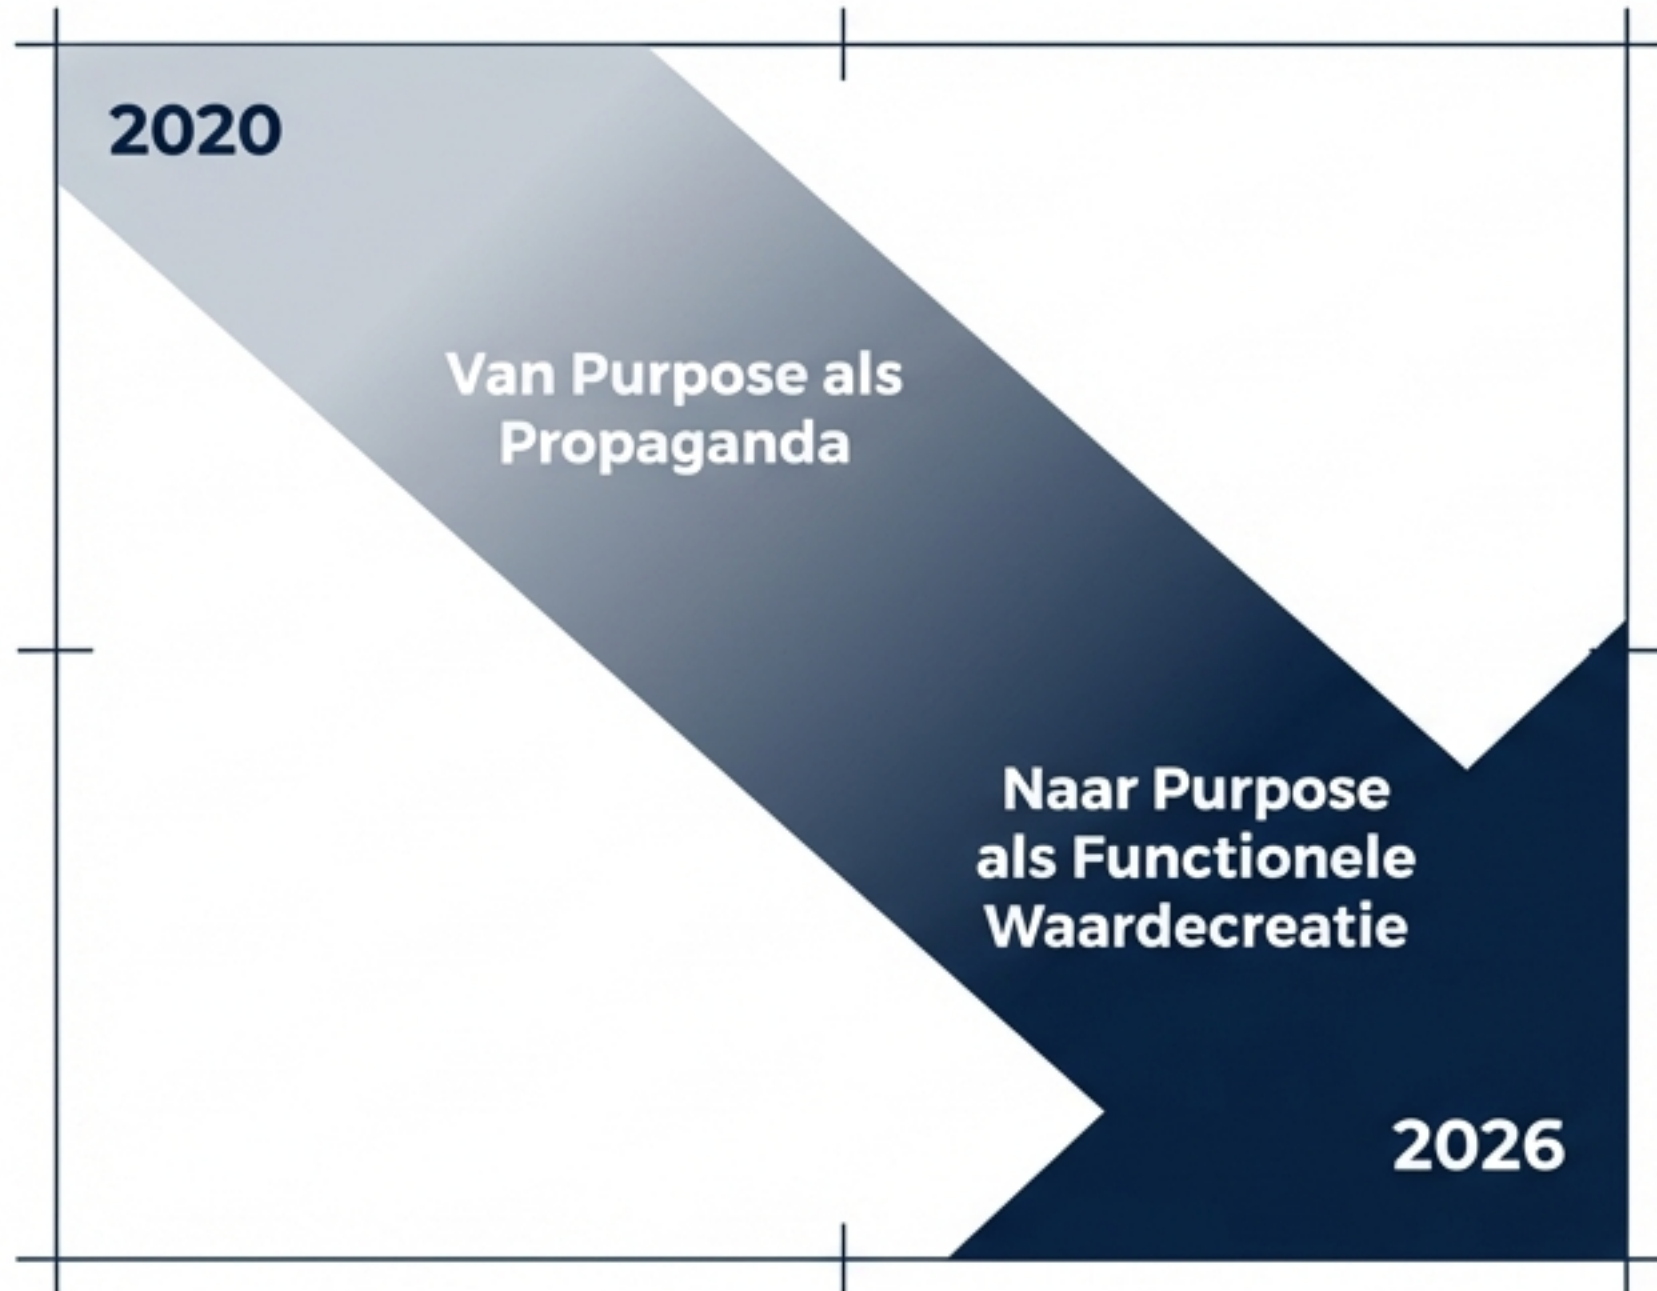 2020
Van Purpose als
Propaganda
Naar Purpose
als Functionele
Waardecreatie
2026